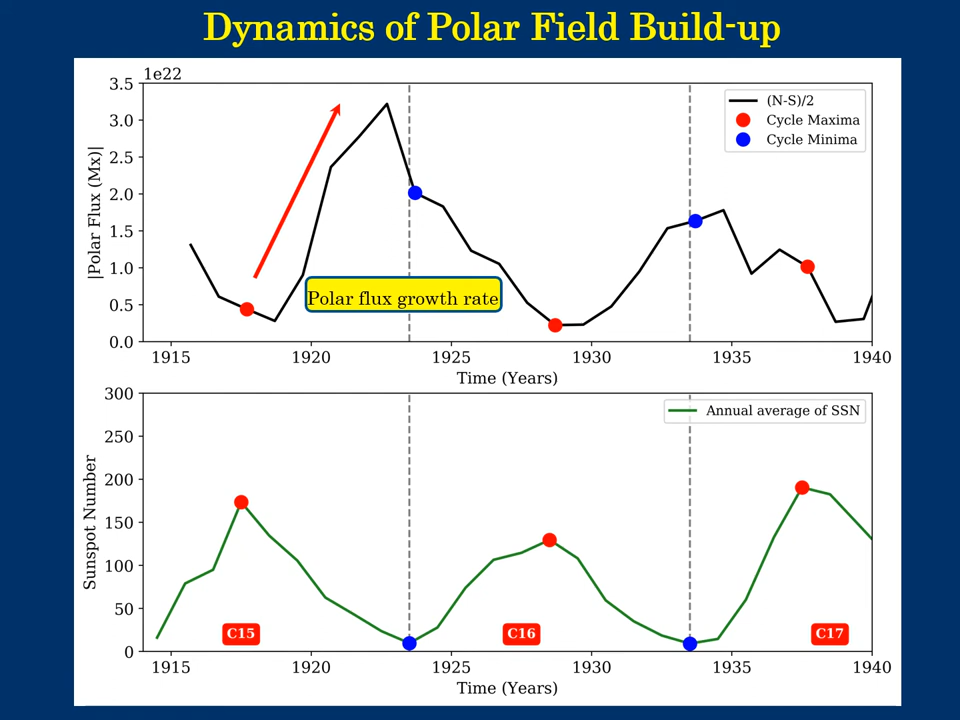 Dynamics of Polar Field Build-up
1e22
3.5
3.0
2.5
2.0
1.5
1.0
0.5
0.0
|Polar Flux (Mx)|
(N-S)/2
Cycle Maxima
Cycle Minima
Polar flux growth rate
1915 1920 1925 1930 1935 1940
Time (Years)
300
250
200
150
100
50
0
Sunspot Number
Annual average of SSN
C15 C16 C17
1915 1920 1925 1930 1935 1940
Time (Years)